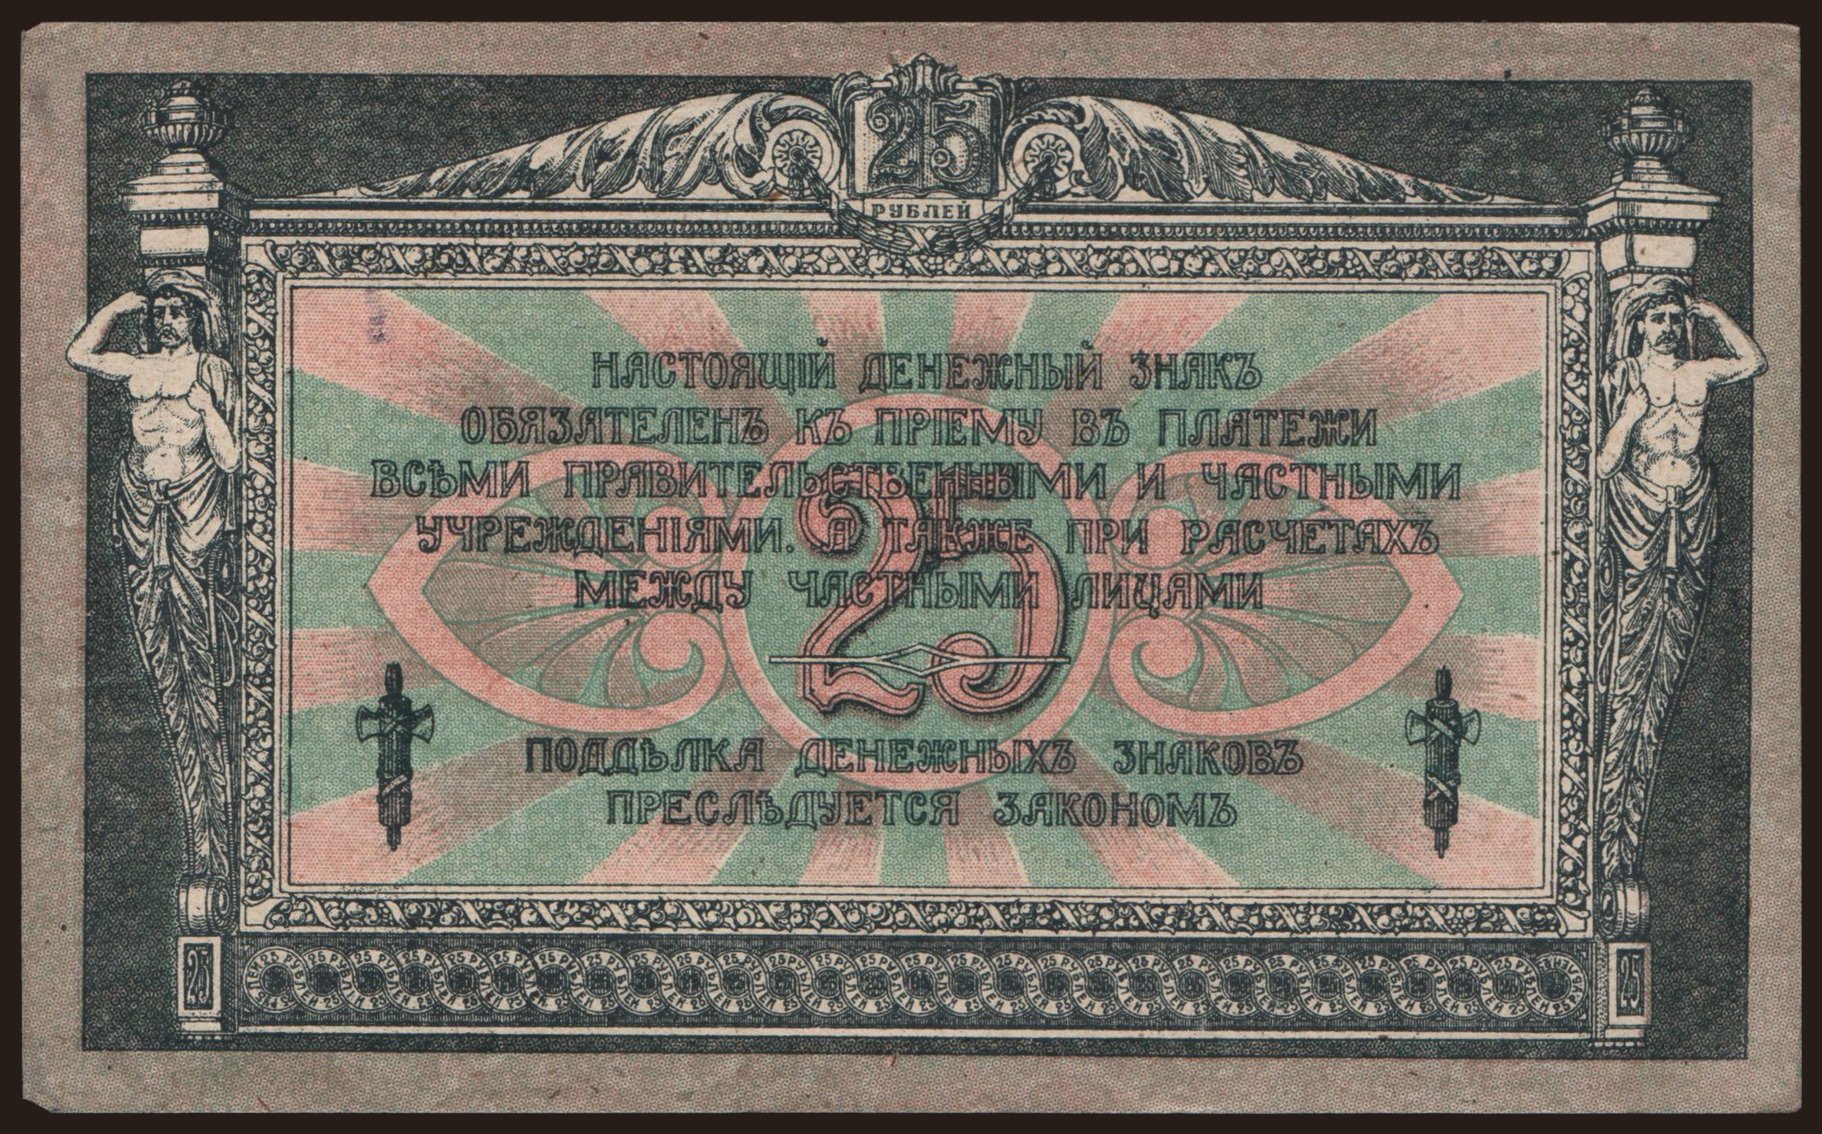 25
РУБЛЕЙ
НАСТОЯЩІЙ ДЕНЕЖНЫЙ ЗНАКЪ
ОБЯЗАТЕЛЕНЪ КЪ ПРІЕМУ ВЪ ПЛАТЕЖИ
ВСѢМИ ПРАВИТЕЛЬСТВЕННЫМИ И ЧАСТНЫМИ
УЧРЕЖДЕНІЯМИ. А ТАКЖЕ ПРИ РАСЧЕТАХЪ
МЕЖДУ ЧАСТНЫМИ ЛИЦАМИ
25
ПОДДѢЛКА ДЕНЕЖНЫХЪ ЗНАКОВЪ
ПРЕСЛѢДУЕТСЯ ЗАКОНОМЪ
25 25